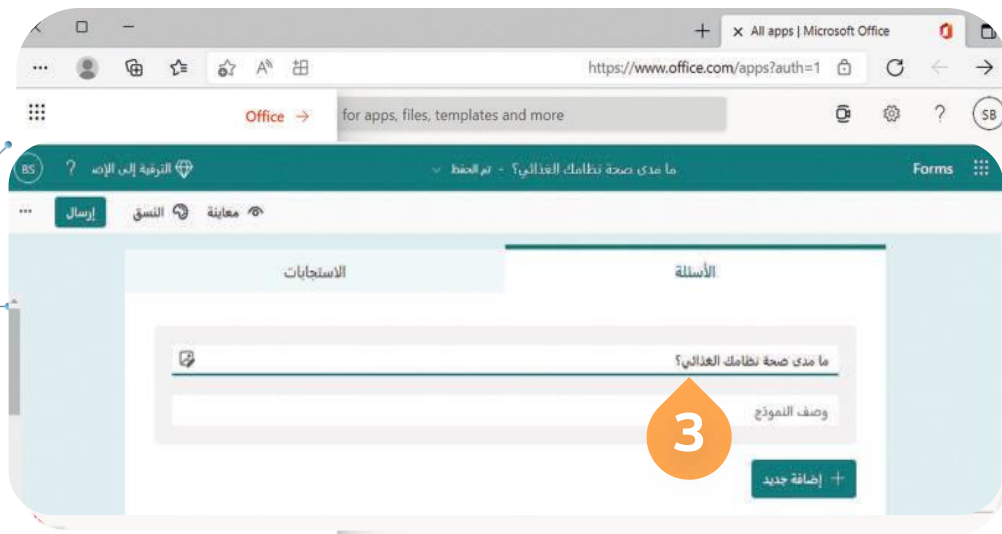 All apps | Microsoft Office
https://www.office.com/apps?auth=1
Office →
for apps, files, templates and more
SB
Forms
ما مدى صحة نظامك الغذائي؟ - تم الحفظ
الترقية إلى الإص
?
BS
معاينة
النسق
إرسال
الأسئلة
الاستجابات
ما مدى صحة نظامك الغذائي؟
وصف النموذج
3
+ إضافة جديد